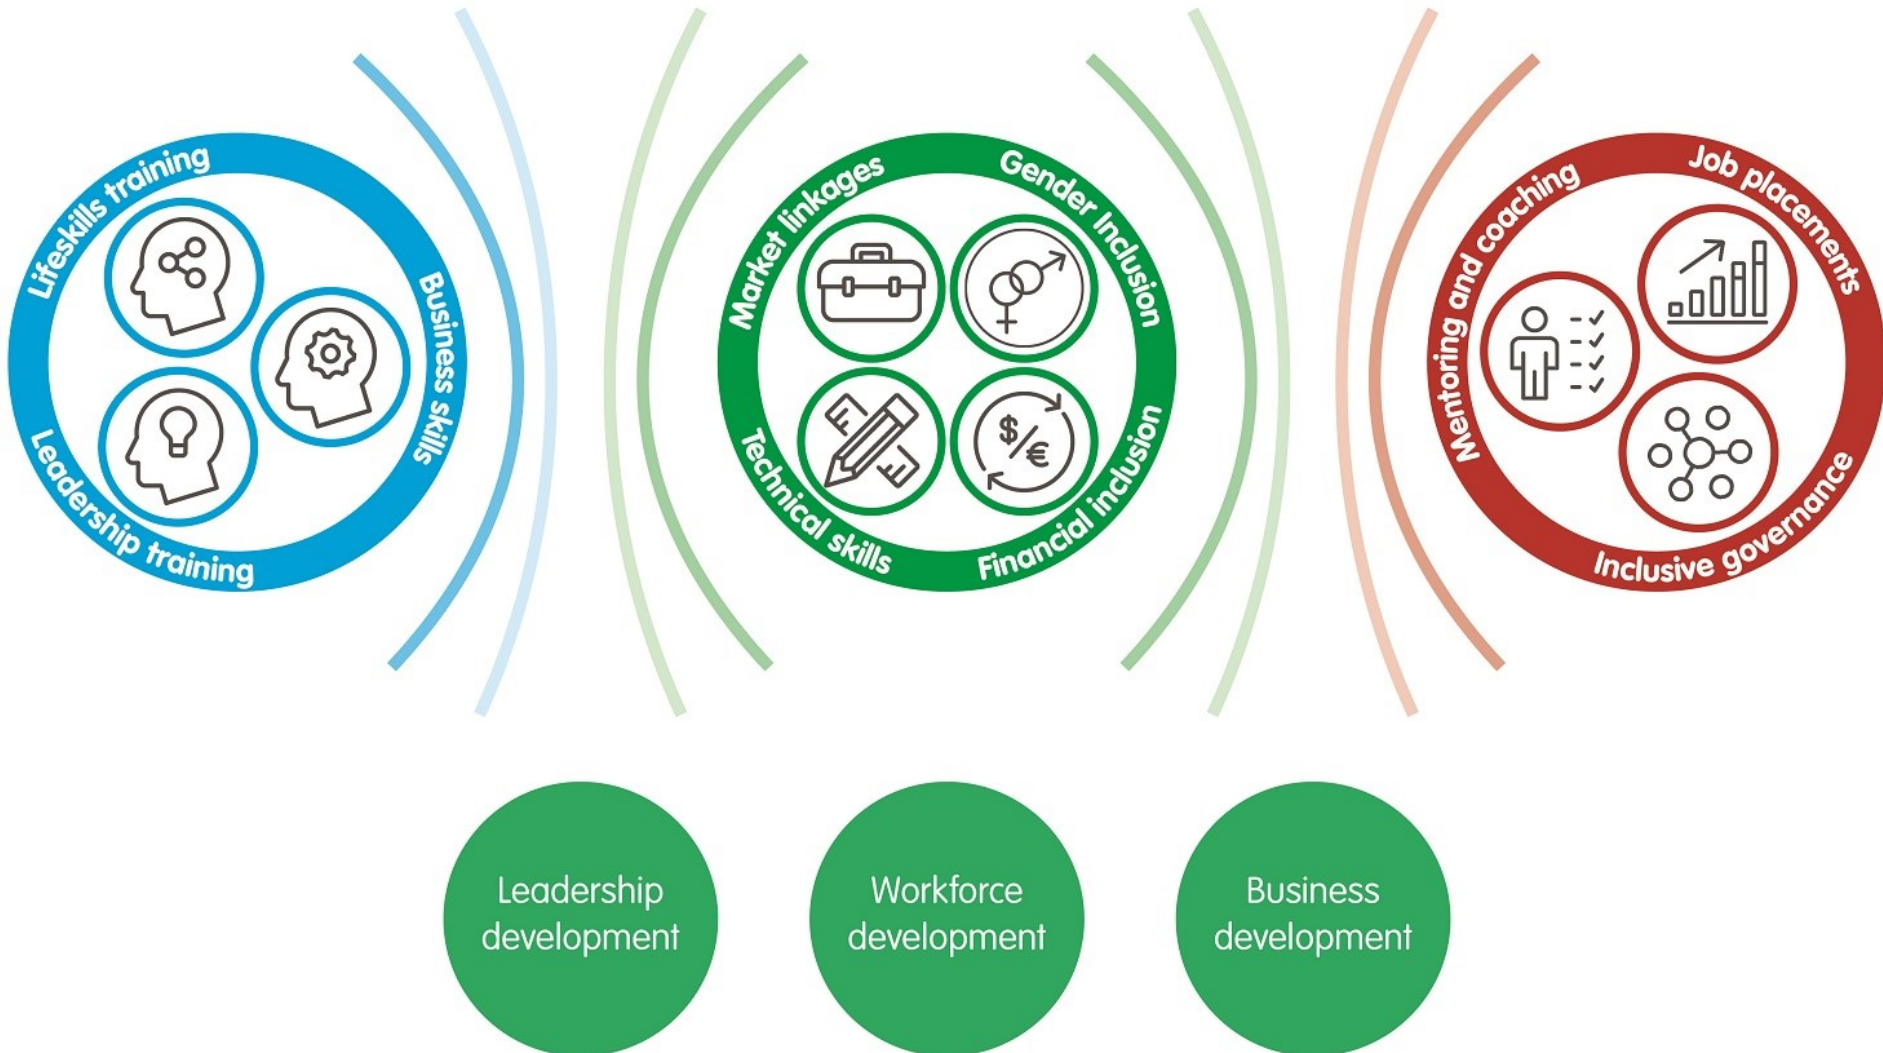 Lifeskills training
Business skills
Leadership training
Market linkages
Gender Inclusion
Technical skills
Financial inclusion
$/€
Mentoring and coaching
Job placements
Inclusive governance
Leadership
development
Workforce
development
Business
development